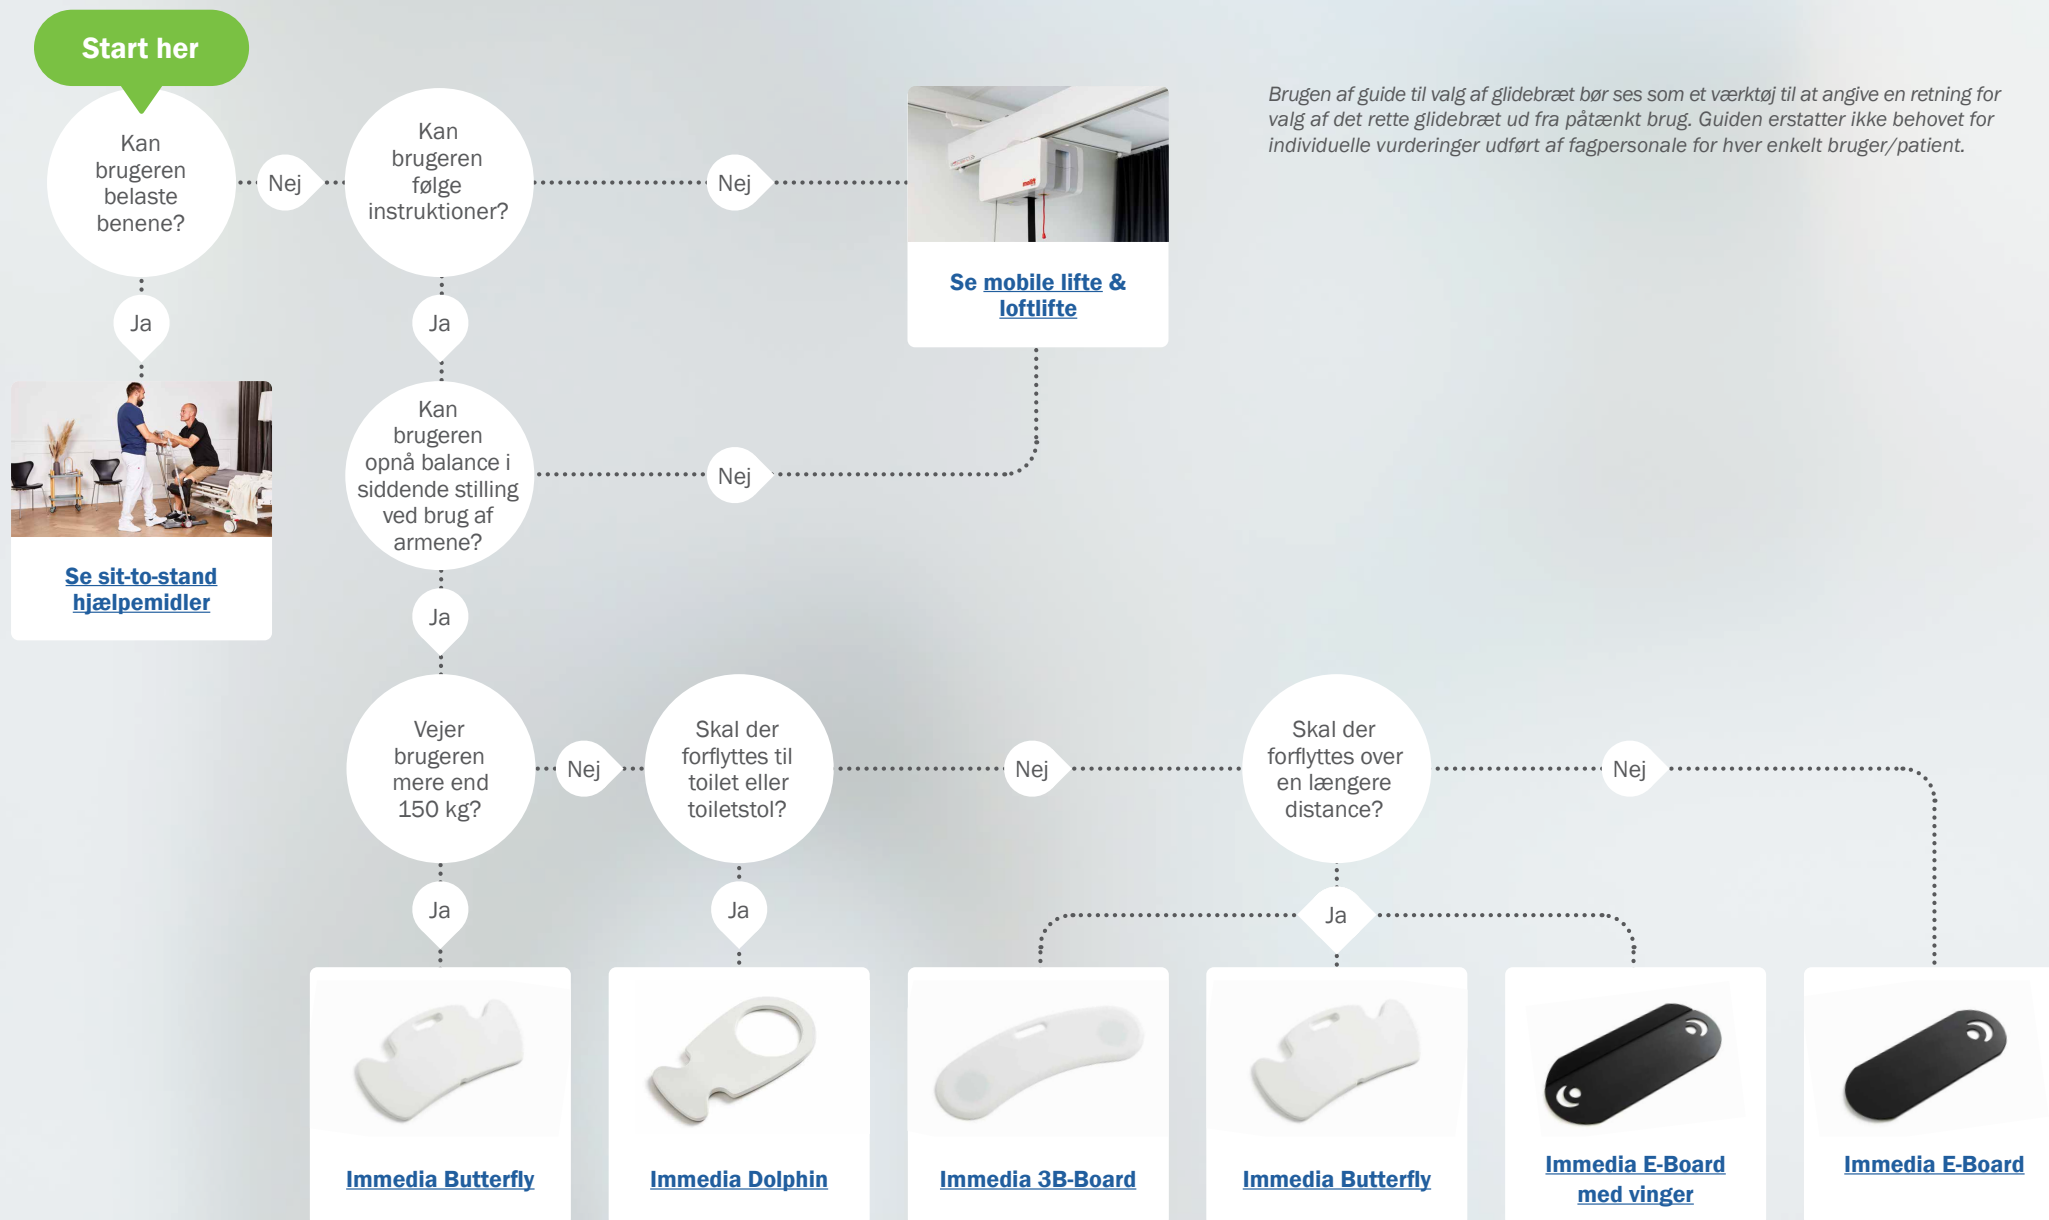 Start her
Kan
brugeren
belaste
benene?
Nej
Kan
brugeren
følge
instruktioner?
Nej
Se mobile lifte &
loftlifte
Brugen af guide til valg af glidebræt bør ses som et værktøj til at angive en retning for
valg af det rette glidebræt ud fra påtænkt brug. Guiden erstatter ikke behovet for
individuelle vurderinger udført af fagpersonale for hver enkelt bruger/patient.
Ja
Ja
Se sit-to-stand
hjælpemidler
Kan
brugeren
opnå balance i
siddende stilling
ved brug af
armene?
Nej
Ja
Vejer
brugeren
mere end
150 kg?
Nej
Skal der
forflyttes til
toilet eller
toiletstol?
Nej
Skal der
forflyttes over
en længere
distance?
Nej
Ja
Ja
Ja
Immedia Butterfly
Immedia Dolphin
Immedia 3B-Board
Immedia Butterfly
Immedia E-Board
med vinger
Immedia E-Board